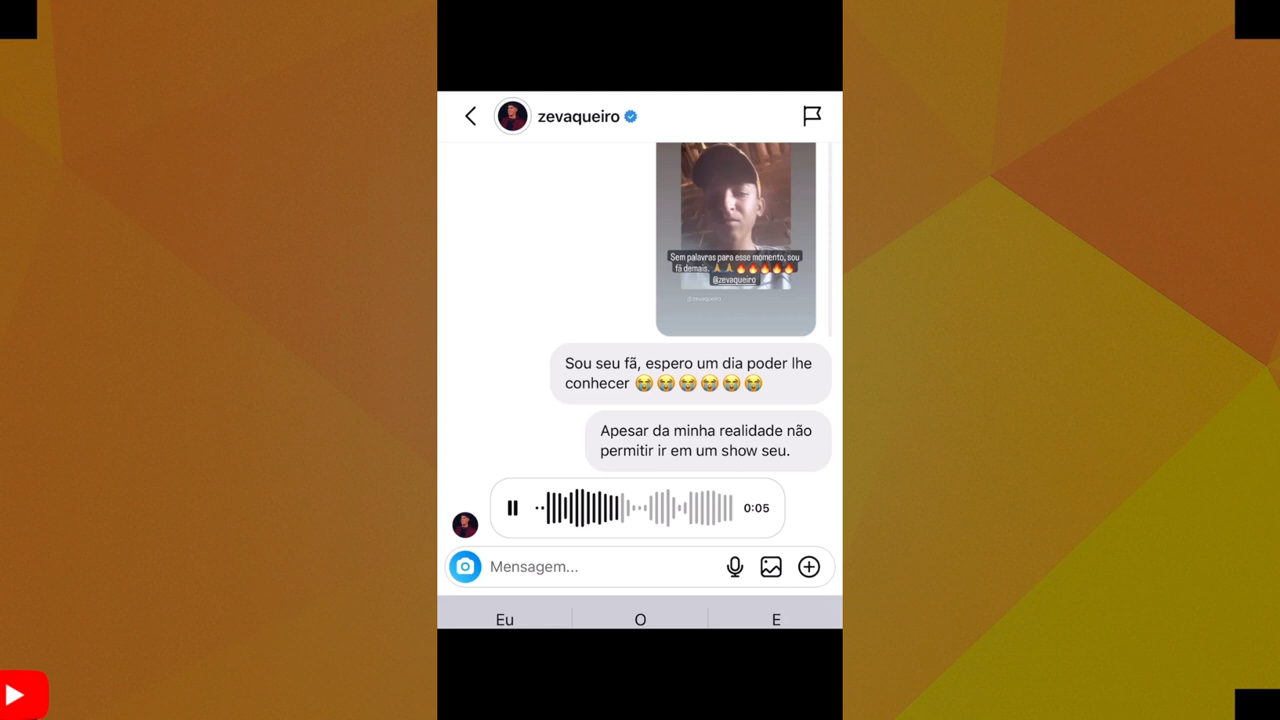 zevaqueiro
Sem palavras para esse momento, sou
fã demais. 🙏🙏🔥🔥🔥🔥🔥
@zevaqueiro
@zevaqueiro
Sou seu fã, espero um dia poder lhe
conhecer 😭😭😭😭😭😭
Apesar da minha realidade não
permitir ir em um show seu.
0:05
Mensagem...
Eu O E